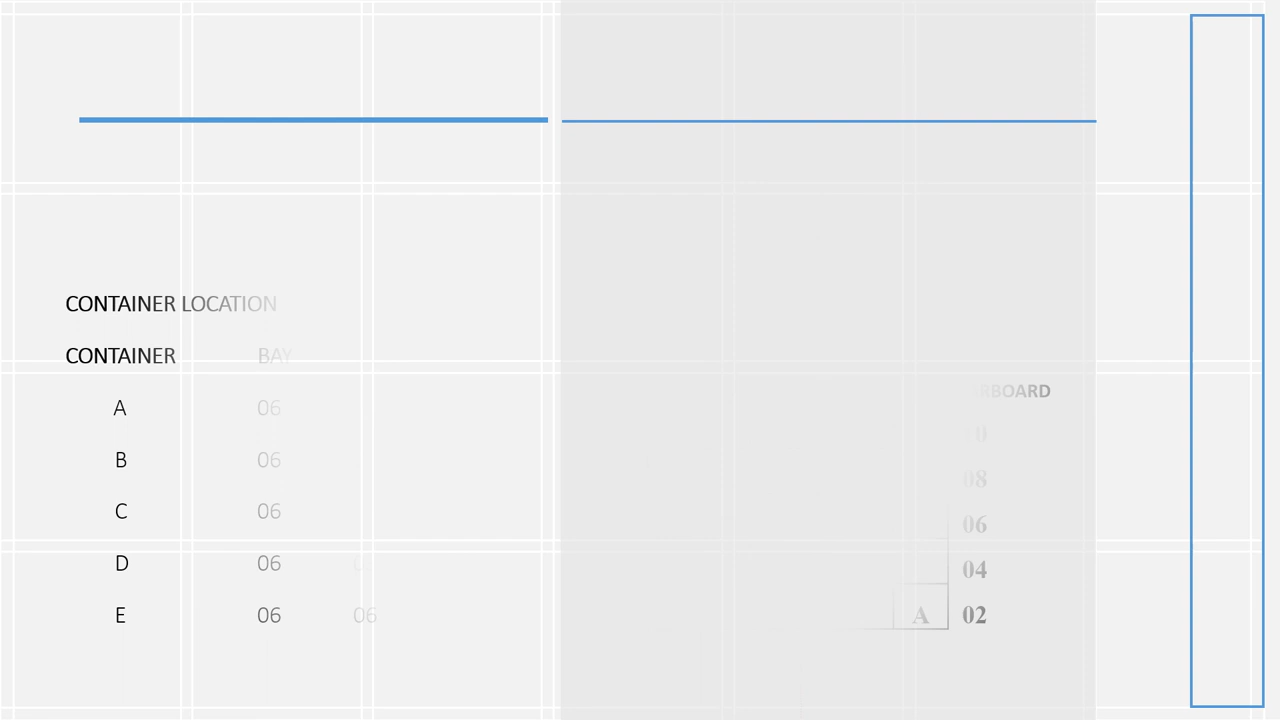 CONTAINER LOCATION
CONTAINER BAY
A 06
B 06
C 06
D 06
E 06 06
08
06
04
A 02